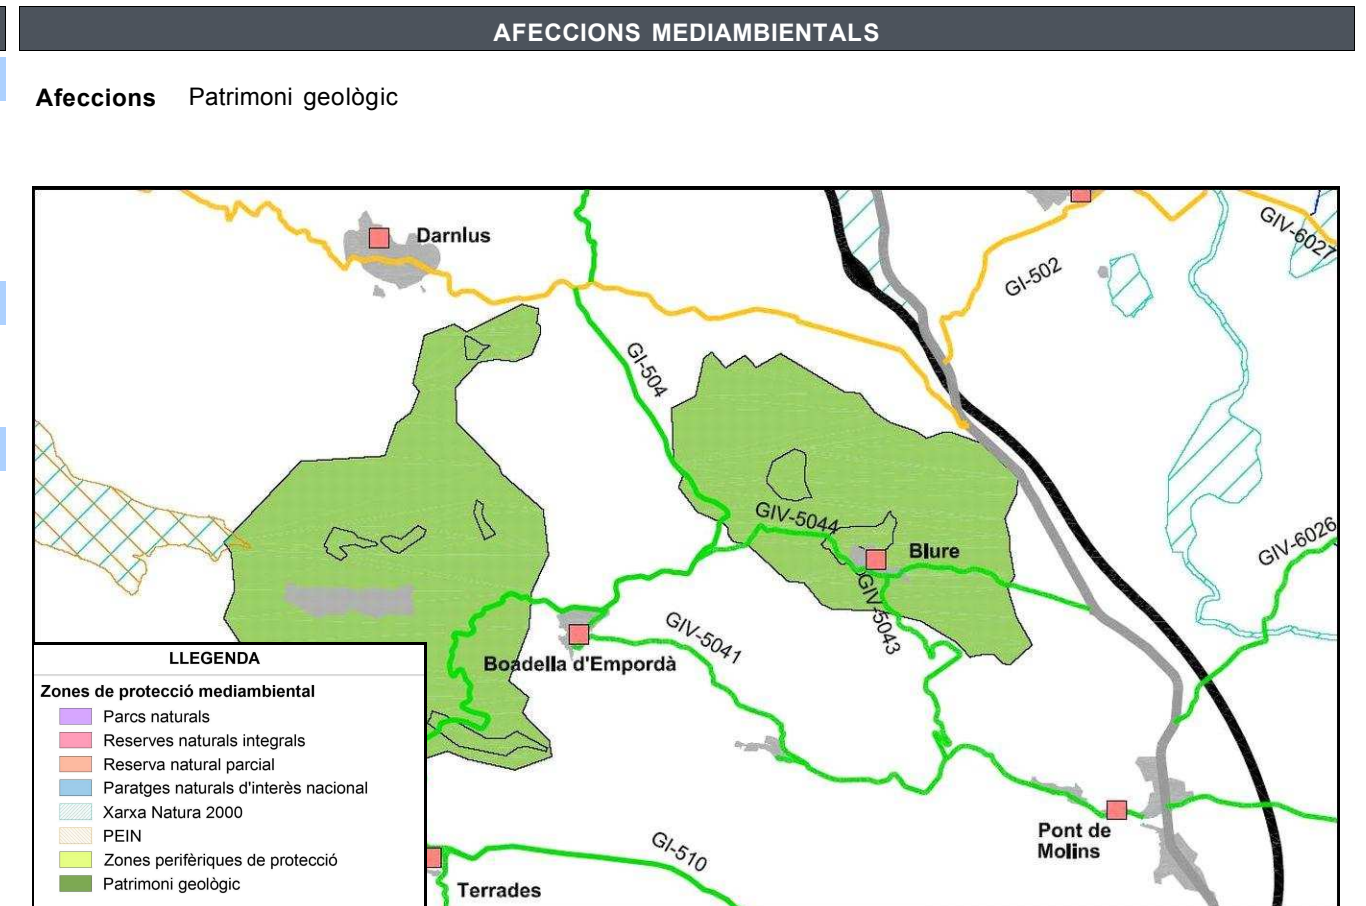 AFECCIONS MEDIAMBIENTALS
Afeccions Patrimoni geològic
Darnlus
GIV-6027
GI-502
GI-504
GIV-5044
GIV-6026
Blure
GIV-5043
GIV-5041
Boadella d'Empordà
LLEGENDA
Zones de protecció mediambiental
Parcs naturals
Reserves naturals integrals
Reserva natural parcial
Paratges naturals d'interès nacional
Xarxa Natura 2000
PEIN
Zones perifèriques de protecció
Patrimoni geològic
Pont de
Molins
GI-510
Terrades